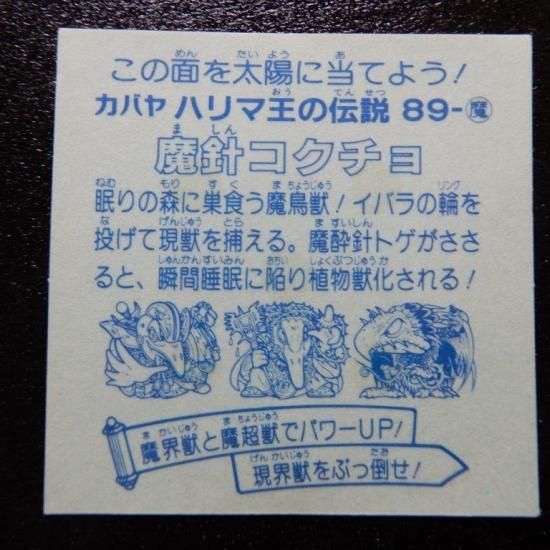 この面を太陽に当てよう!
カバヤ ハリマ王の伝説 89-魔
魔針コクチョ
眠りの森に巣食う魔鳥獣!イバラの輪を
投げて現獣を捕える。魔酔針トゲがささ
ると、瞬間睡眠に陥り植物獣化される!
魔界獣と魔超獣でパワーUP!
現界獣をぶっ倒せ!